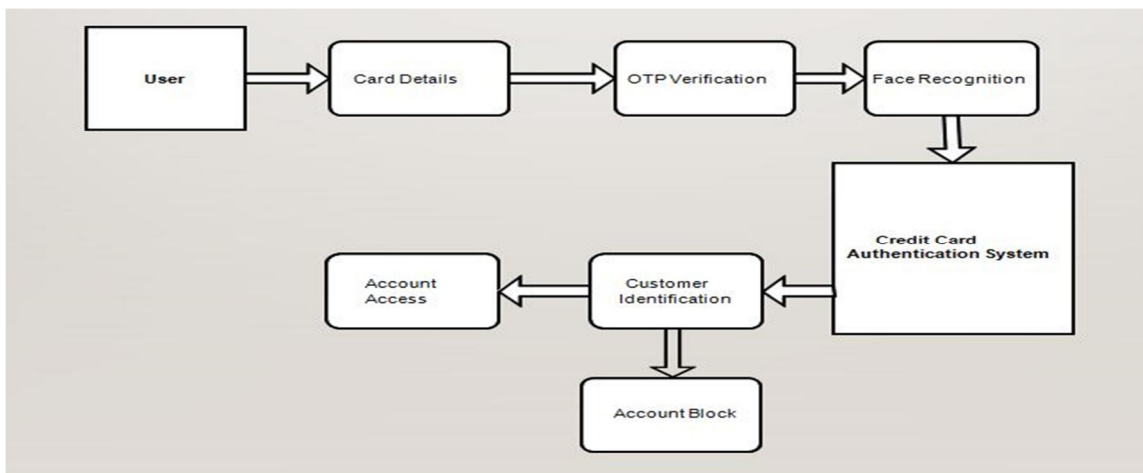 User
Card Details
OTP Verification
Face Recognition
Credit Card
Authentication System
Customer
Identification
Account
Access
Account Block